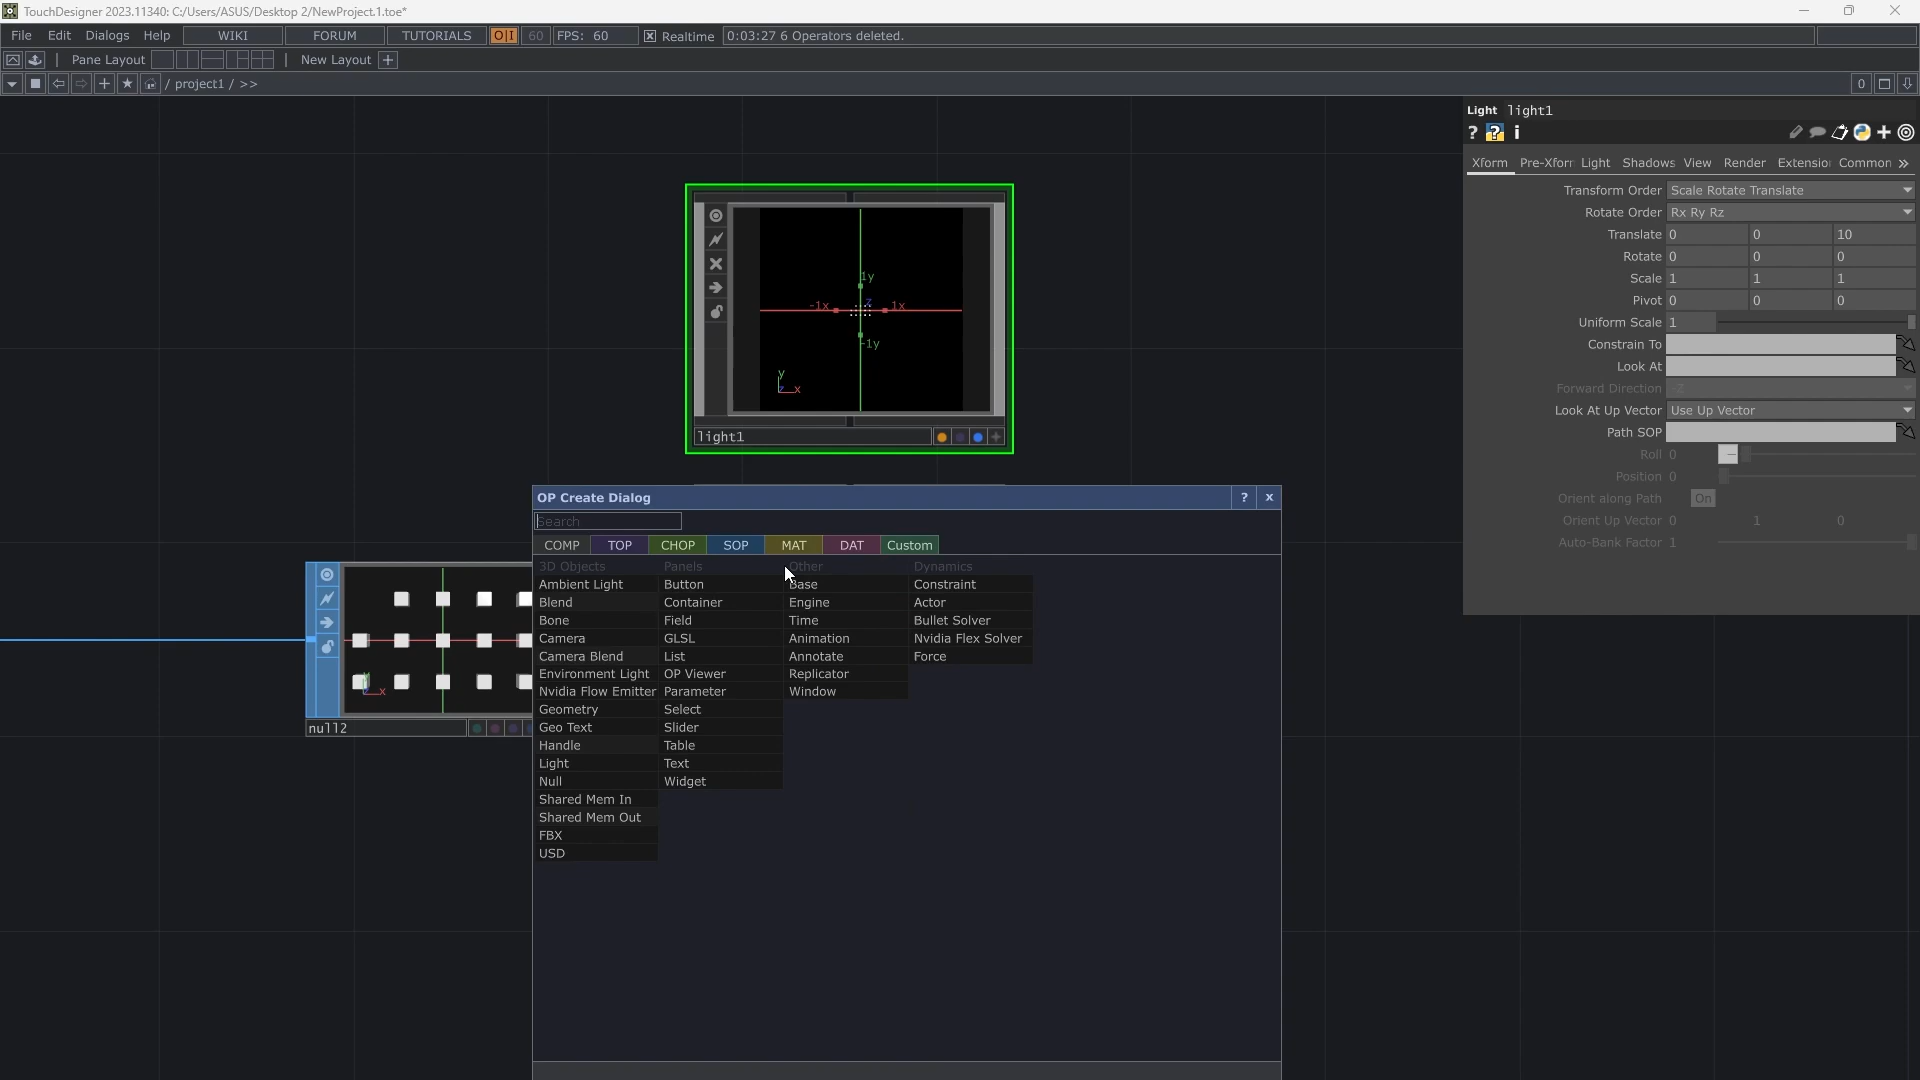 TouchDesigner 2023.11340: C:/Users/ASUS/Desktop 2/NewProject.1.toe*
File Edit Dialogs Help WIKI FORUM TUTORIALS O|I 60 FPS: 60 Realtime 0:03:27 6 Operators deleted.
Pane Layout New Layout +
/ project1 / >> 0
Light light1
? ? i
Xform Pre-Xforr Light Shadows View Render Extensio Common »
Transform Order Scale Rotate Translate
Rotate Order Rx Ry Rz
Translate 0 0 10
Rotate 0 0 0
Scale 1 1 1
Pivot 0 0 0
Uniform Scale 1
Constrain To
Look At
Forward Direction -Z
Look At Up Vector Use Up Vector
Path SOP
Roll 0
Position 0
Orient along Path On
Orient Up Vector 0 1 0
Auto-Bank Factor 1
1y
-1x z 1x
-1y
y
z x
light1
OP Create Dialog ? x
Search
COMP TOP CHOP SOP MAT DAT Custom
3D Objects Panels Other Dynamics
Ambient Light Button Base Constraint
Blend Container Engine Actor
Bone Field Time Bullet Solver
Camera GLSL Animation Nvidia Flex Solver
Camera Blend List Annotate Force
Environment Light OP Viewer Replicator
Nvidia Flow Emitter Parameter Window
Geometry Select
Geo Text Slider
Handle Table
Light Text
Null Widget
Shared Mem In
Shared Mem Out
FBX
USD
x
null2